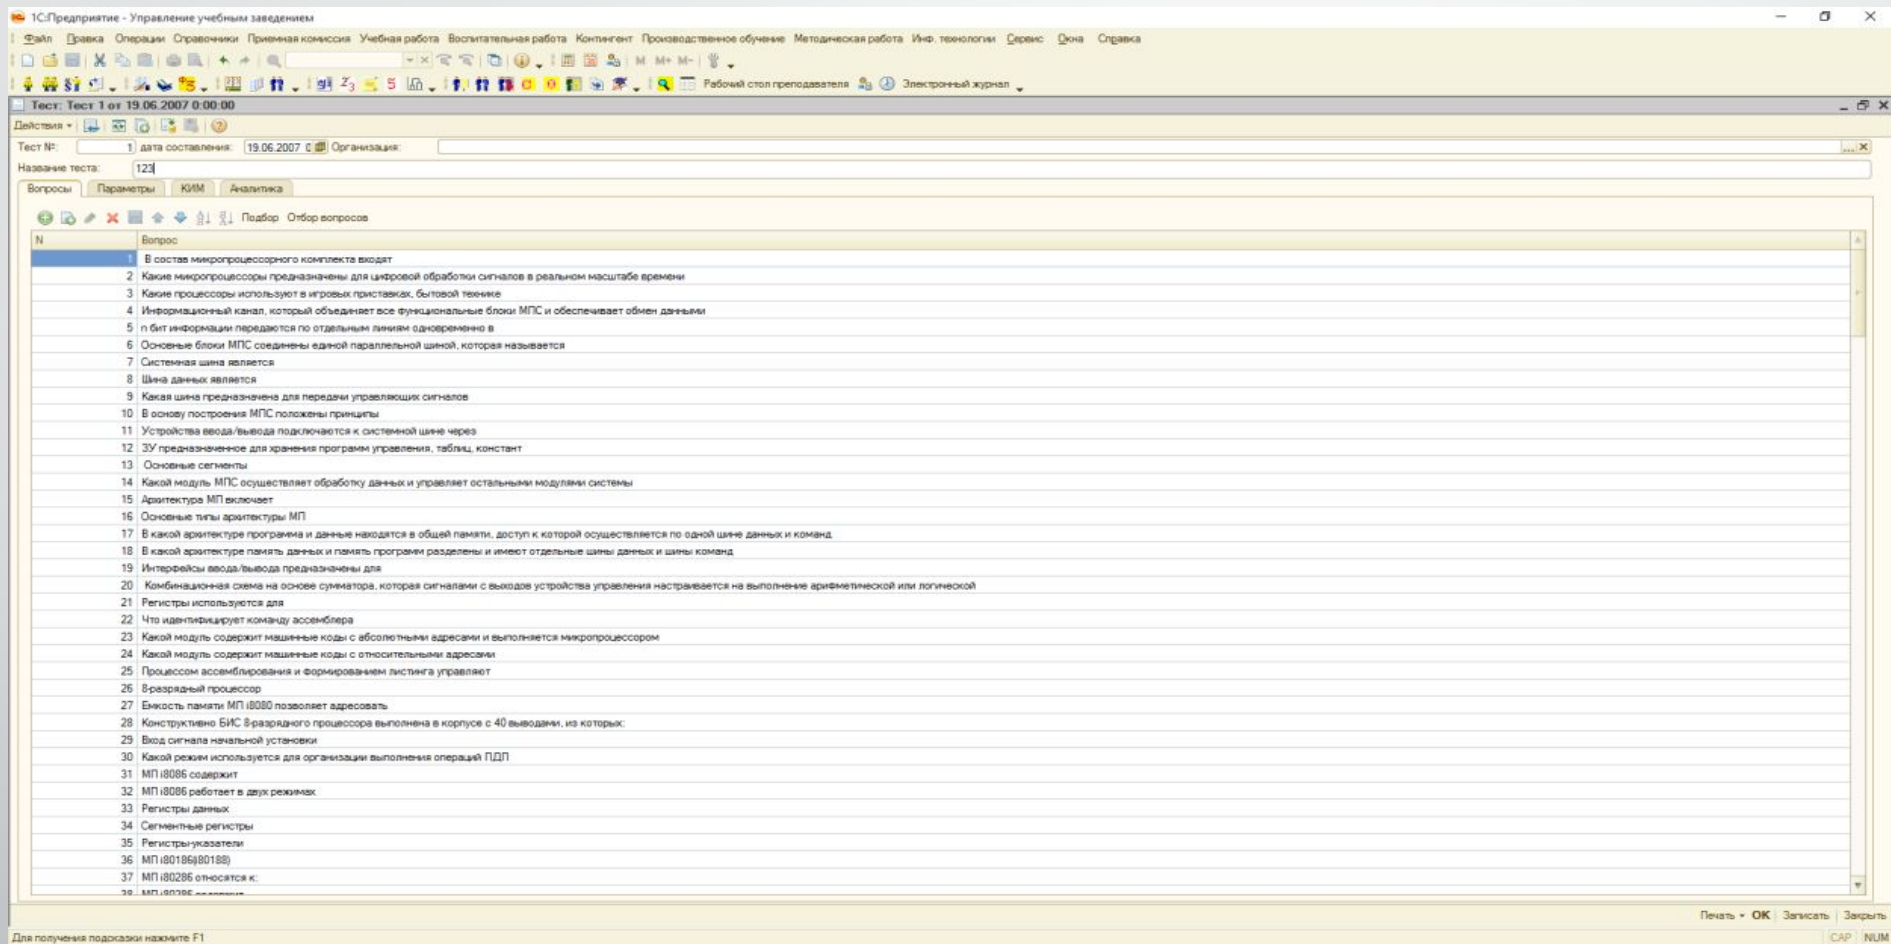 1С:Предприятие - Управление учебным заведением
Файл Правка Операции Справочники Приемная комиссия Учебная работа Воспитательная работа Контингент Производственное обучение Методическая работа Инф. технологии Сервис Окна Справка
M M+ M-
5 Рабочий стол преподавателя Электронный журнал
Тест: Тест 1 от 19.06.2007 0:00:00
Действия
Тест №: 1 дата составления: 19.06.2007 0 Организация: ... X
Название теста: 123
Вопросы Параметры КИМ Аналитика
Подбор Отбор вопросов
N Вопрос
1 В состав микропроцессорного комплекта входят
2 Какие микропроцессоры предназначены для цифровой обработки сигналов в реальном масштабе времени
3 Какие процессоры используют в игровых приставках, бытовой технике
4 Информационный канал, который объединяет все функциональные блоки МПС и обеспечивает обмен данными
5 n бит информации передаются по отдельным линиям одновременно в
6 Основные блоки МПС соединены единой параллельной шиной, которая называется
7 Системная шина является
8 Шина данных является
9 Какая шина предназначена для передачи управляющих сигналов
10 В основу построения МПС положены принципы
11 Устройства ввода/вывода подключаются к системной шине через
12 ЗУ предназначенное для хранения программ управления, таблиц, констант
13 Основные сегменты
14 Какой модуль МПС осуществляет обработку данных и управляет остальными модулями системы
15 Архитектура МП включает
16 Основные типы архитектуры МП
17 В какой архитектуре программа и данные находятся в общей памяти, доступ к которой осуществляется по одной шине данных и команд
18 В какой архитектуре память данных и память программ разделены и имеют отдельные шины данных и шины команд
19 Интерфейсы ввода/вывода предназначены для
20 Комбинационная схема на основе сумматора, которая сигналами с выходов устройства управления настраивается на выполнение арифметической или логической
21 Регистры используются для
22 Что идентифицирует команду ассемблера
23 Какой модуль содержит машинные коды с абсолютными адресами и выполняется микропроцессором
24 Какой модуль содержит машинные коды с относительными адресами
25 Процессом ассемблирования и формированием листинга управляют
26 8-разрядный процессор
27 Емкость памяти МП i8080 позволяет адресовать
28 Конструктивно БИС 8-разрядного процессора выполнена в корпусе с 40 выводами, из которых:
29 Вход сигнала начальной установки
30 Какой режим используется для организации выполнения операций ПДП
31 МП i8086 содержит
32 МП i8086 работает в двух режимах
33 Регистры данных
34 Сегментные регистры
35 Регистры-указатели
36 МП i80186(i80188)
37 МП i80286 относятся к:
38 МП i80286 содержит
Печать OK Записать Закрыть
Для получения подсказки нажмите F1 CAP NUM